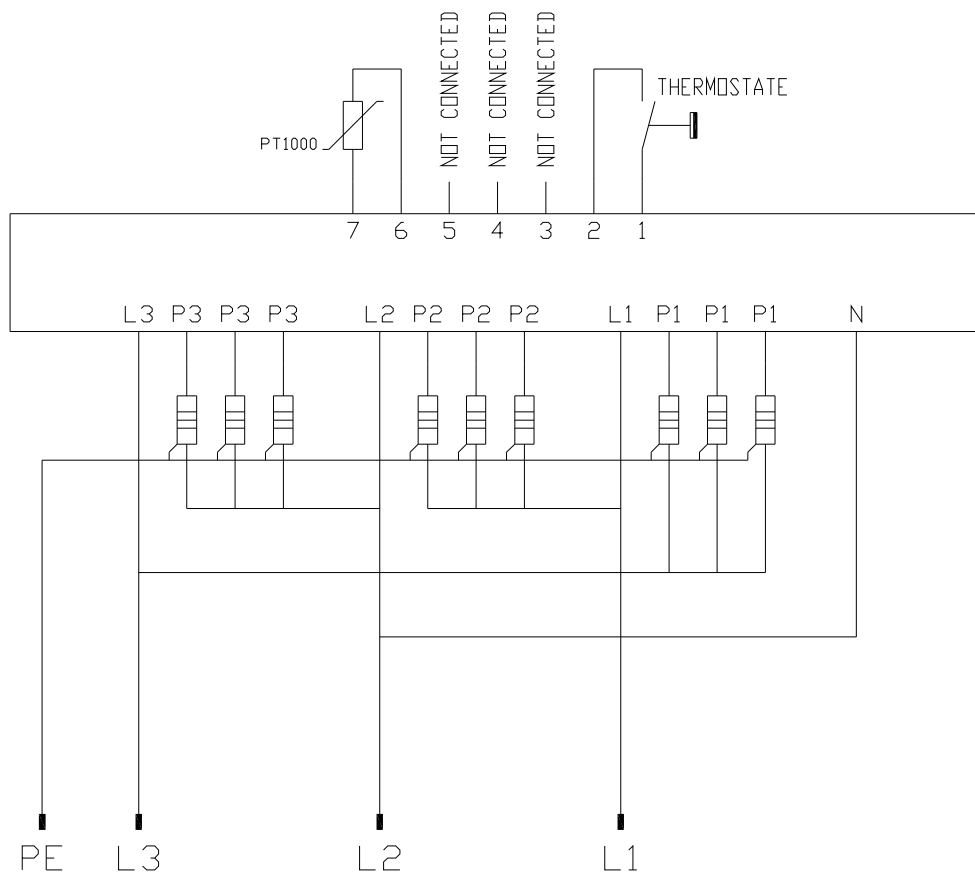 NOT CONNECTED
NOT CONNECTED
NOT CONNECTED
THERMOSTATE
PT1000
7 6 5 4 3 2 1
L3 P3 P3 P3 L2 P2 P2 P2 L1 P1 P1 P1 N
PE L3 L2 L1